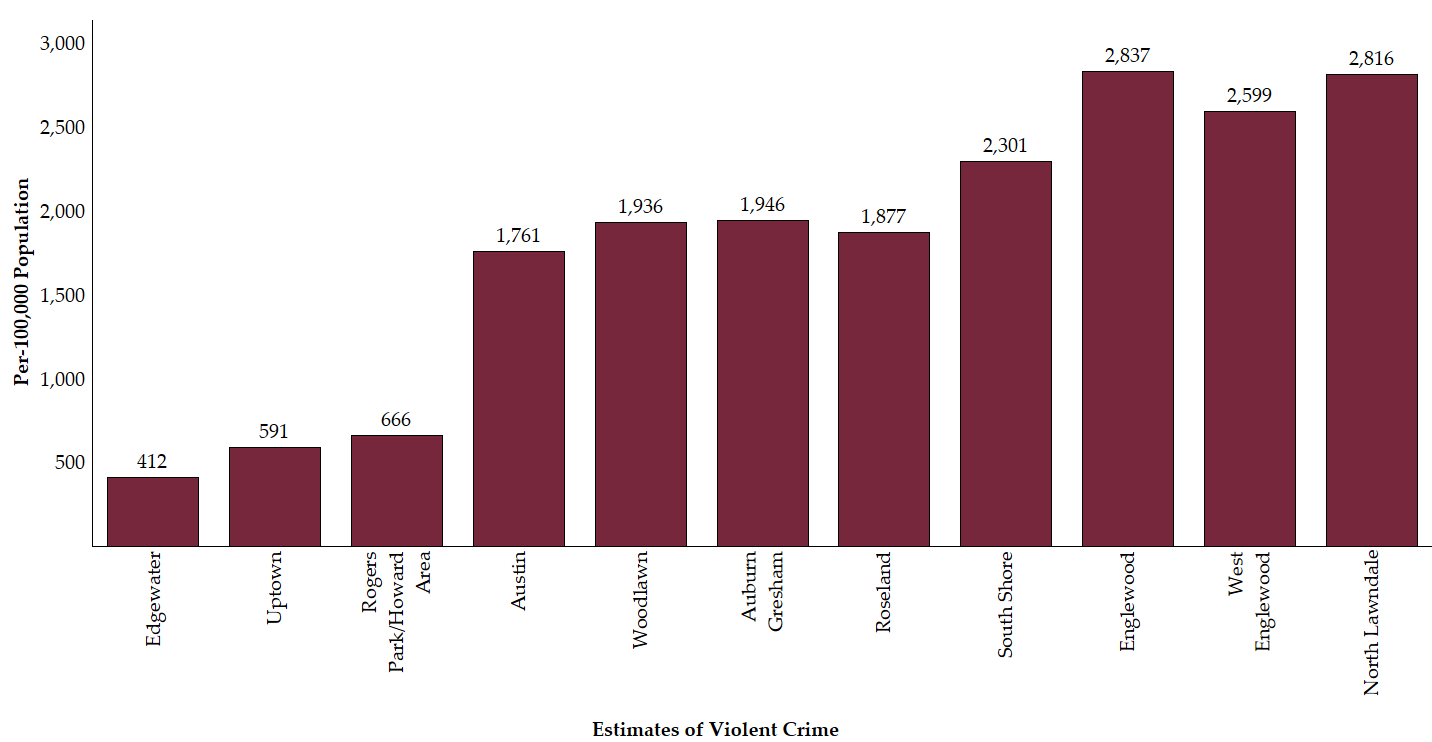 3,000
2,500
2,000
1,500
1,000
500
Per-100,000 Population
412
591
666
1,761
1,936
1,946
1,877
2,301
2,837
2,599
2,816
Edgewater
Uptown
Rogers
Park/Howard
Area
Austin
Woodlawn
Auburn
Gresham
Roseland
South Shore
Englewood
West
Englewood
North Lawndale
Estimates of Violent Crime